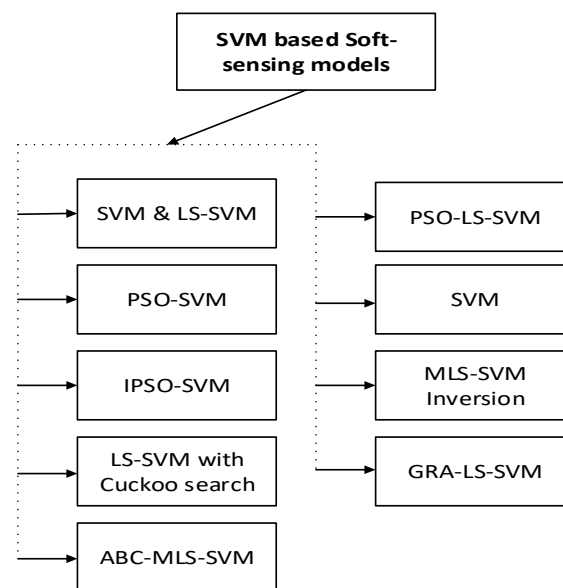 SVM based Soft-
sensing models
SVM & LS-SVM
PSO-SVM
IPSO-SVM
LS-SVM with
Cuckoo search
ABC-MLS-SVM
PSO-LS-SVM
SVM
MLS-SVM
Inversion
GRA-LS-SVM